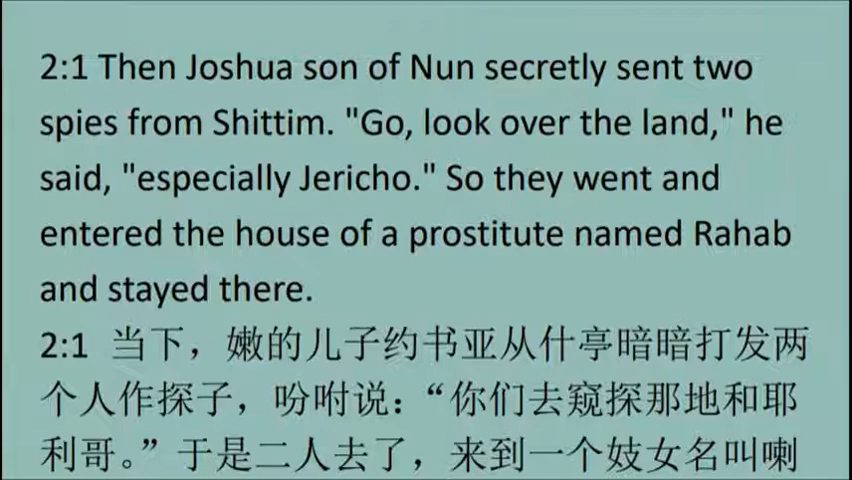 2:1 Then Joshua son of Nun secretly sent two
spies from Shittim. "Go, look over the land," he
said, "especially Jericho." So they went and
entered the house of a prostitute named Rahab
and stayed there.
2:1 当下，嫩的儿子约书亚从什亭暗暗打发两
个人作探子，吩咐说：“你们去窥探那地和耶
利哥。”于是二人去了，来到一个妓女名叫喇